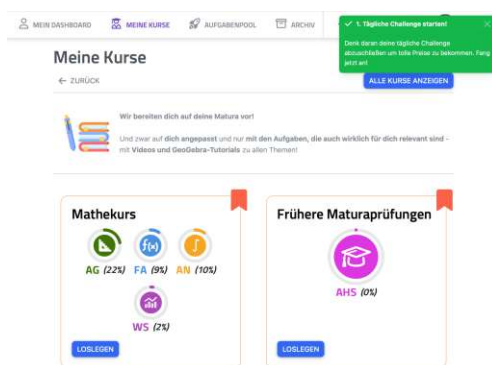 MEIN DASHBOARD
MEINE KURSE
AUFGABENPOOL
ARCHIV
1. Tägliche Challenge starten!
Denk daran deine tägliche Challenge
abzuschließen um tolle Preise zu bekommen. Fang
jetzt an!
Meine Kurse
← ZURÜCK
ALLE KURSE ANZEIGEN
Wir bereiten dich auf deine Matura vor!
Und zwar auf dich angepasst und nur mit den Aufgaben, die auch wirklich für dich relevant sind –
mit Videos und GeoGebra-Tutorials zu allen Themen!
Mathekurs
f(x)
∫
AG (22%) FA (9%) AN (10%)
WS (2%)
LOSLEGEN
Frühere Maturaprüfungen
AHS (0%)
LOSLEGEN